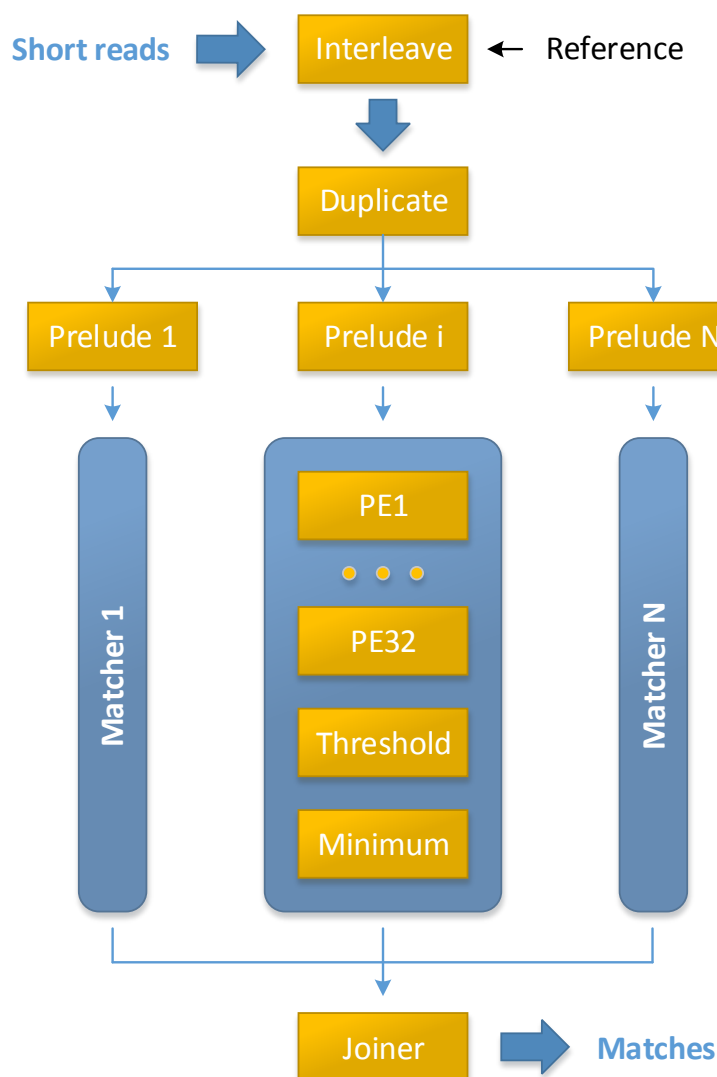 Short reads
Interleave
Reference
Duplicate
Prelude 1
Prelude i
Prelude N
PE1
PE32
Threshold
Minimum
Matcher 1
Matcher N
Joiner
Matches